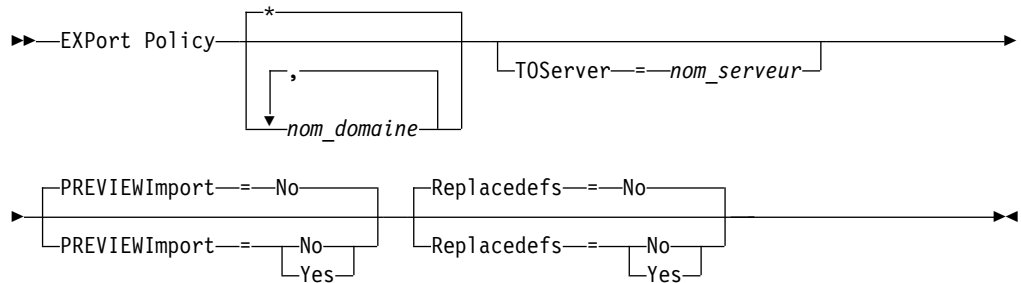 *
EXPort Policy
,
nom_domaine
TOServer = nom_serveur
PREVIEWImport = No
PREVIEWImport = No
Yes
Replacedefs = No
Replacedefs = No
Yes